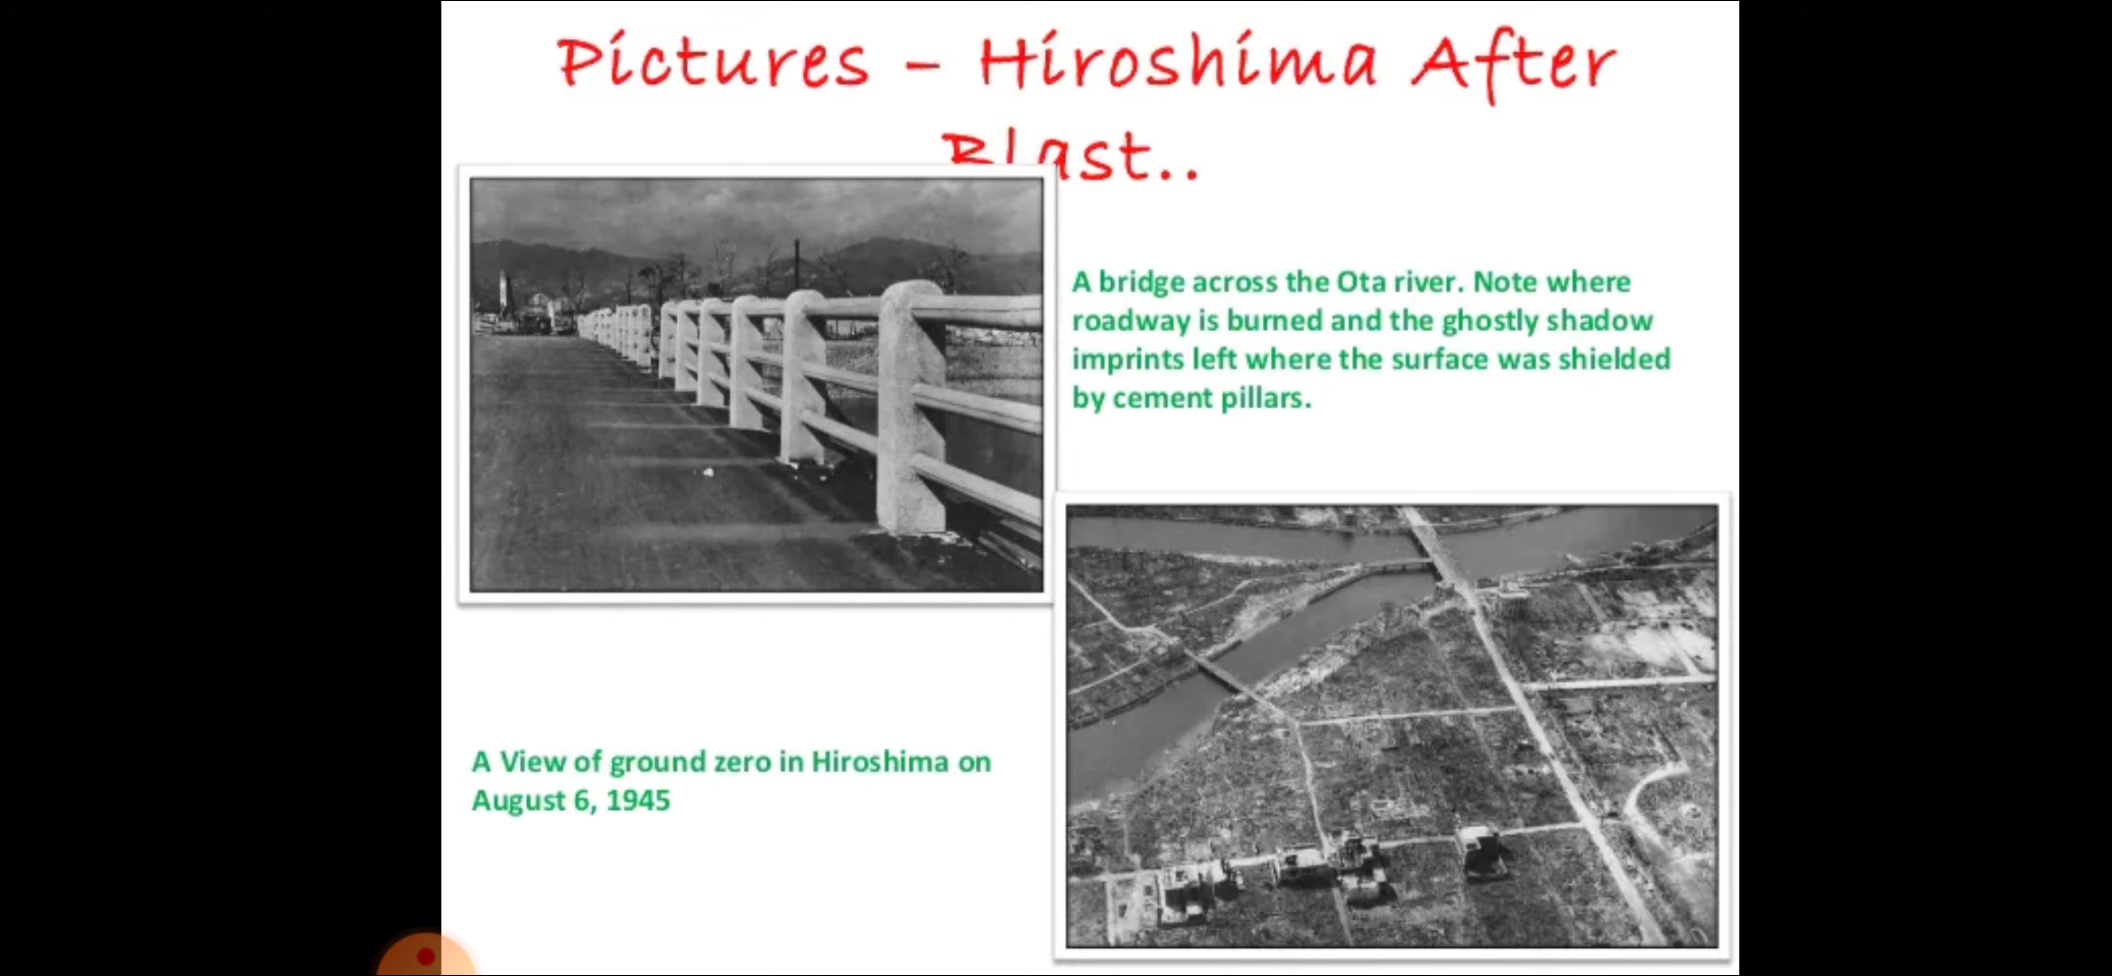 Pictures - Hiroshima After
Blast..
A bridge across the Ota river. Note where
roadway is burned and the ghostly shadow
imprints left where the surface was shielded
by cement pillars.
A View of ground zero in Hiroshima on
August 6, 1945